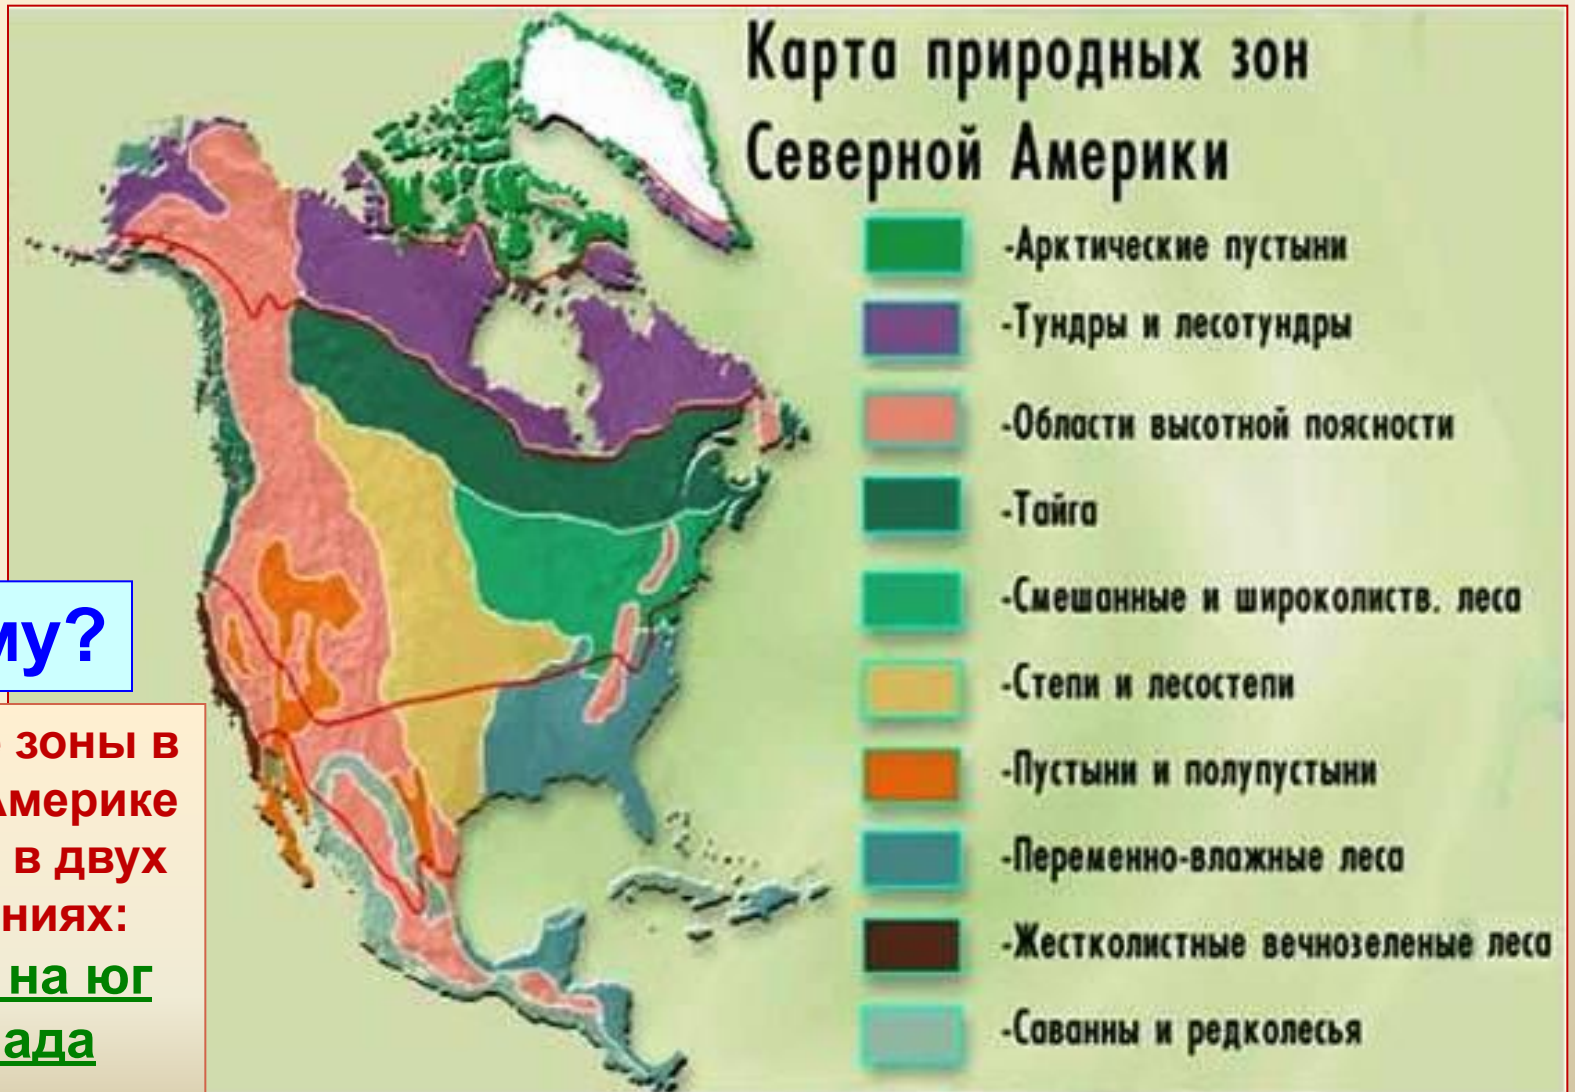 Карта природных зон
Северной Америки
-Арктические пустыни
-Тундры и лесотундры
-Области высотной поясности
-Тайга
-Смешанные и широколиств. леса
-Степи и лесостепи
-Пустыни и полупустыни
-Переменно-влажные леса
-Жестколистные вечнозеленые леса
-Саванны и редколесья
му?
зоны в
Америке
в двух
ниях:
на юг
ада